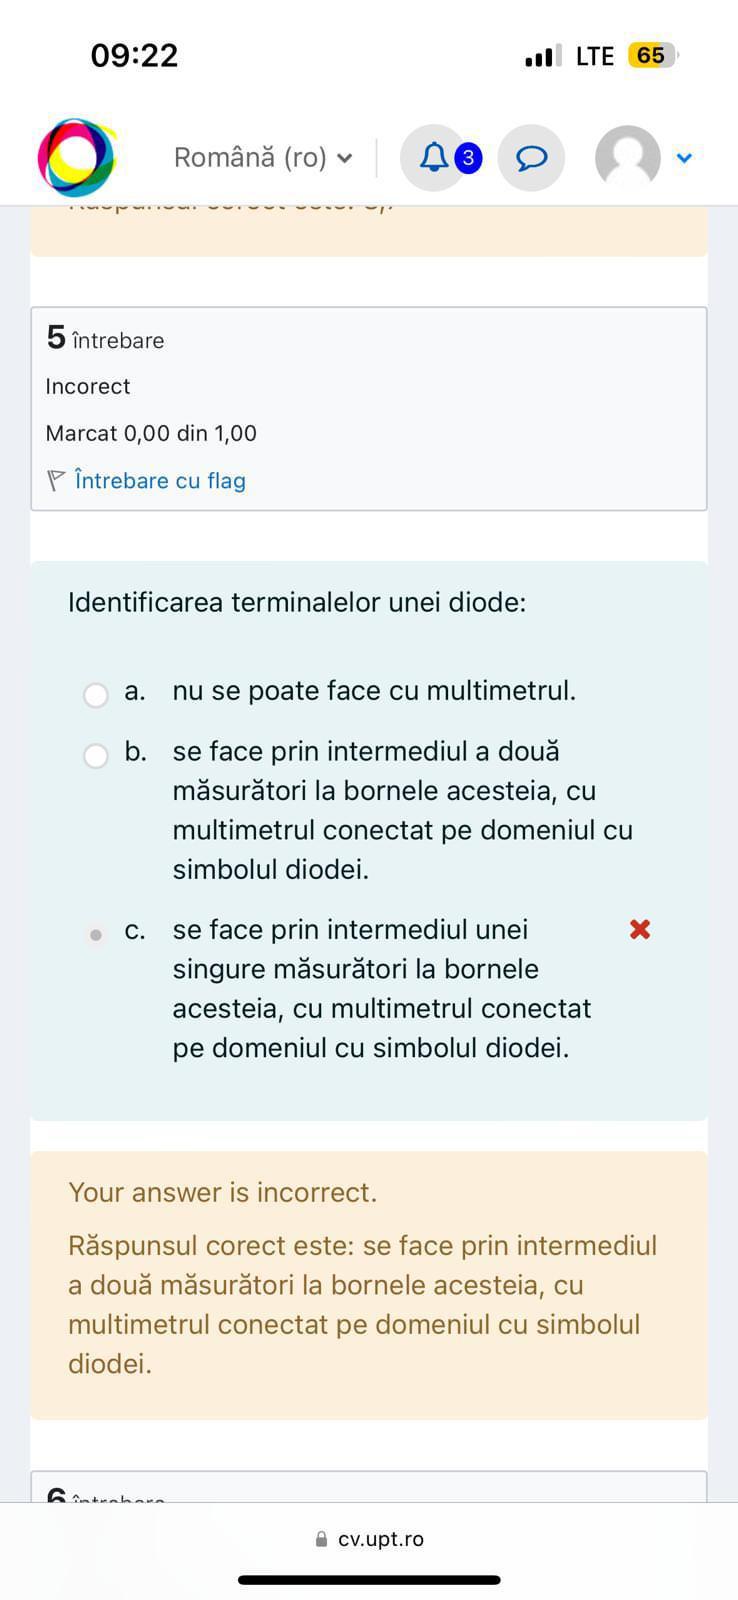 09:22
LTE 65
Română (ro)
3
5 întrebare
Incorect
Marcat 0,00 din 1,00
Întrebare cu flag
Identificarea terminalelor unei diode:
a. nu se poate face cu multimetrul.
b. se face prin intermediul a două
măsurători la bornele acesteia, cu
multimetrul conectat pe domeniul cu
simbolul diodei.
c. se face prin intermediul unei
singure măsurători la bornele
acesteia, cu multimetrul conectat
pe domeniul cu simbolul diodei.
Your answer is incorrect.
Răspunsul corect este: se face prin intermediul
a două măsurători la bornele acesteia, cu
multimetrul conectat pe domeniul cu simbolul
diodei.
6 întrebare
cv.upt.ro